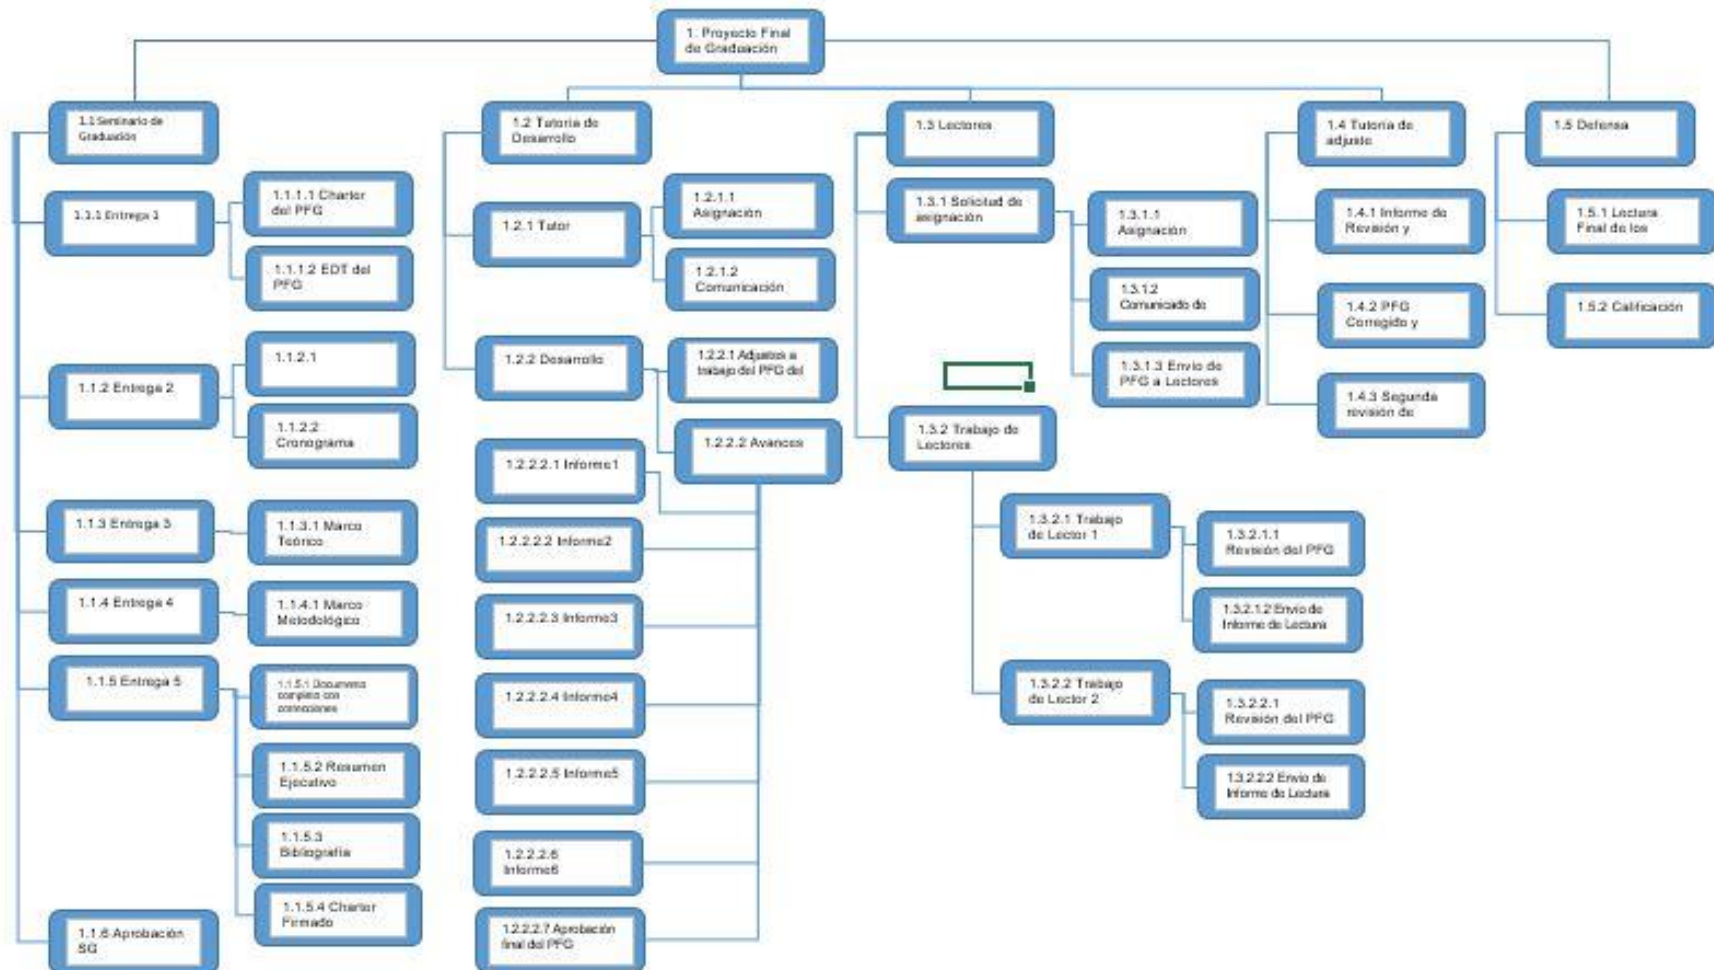 1. Proyecto Final
de Graduación
1.1 Seminario de
Graduación
1.1.1 Entrega 1
1.1.1.1 Charter
del PFG
1.1.1.2 EDT del
PFG
1.1.2 Entrega 2
1.1.2.1
1.1.2.2
Cronograma
1.1.3 Entrega 3
1.1.3.1 Marco
Teórico
1.1.4 Entrega 4
1.1.4.1 Marco
Metodológico
1.1.5 Entrega 5
1.1.5.1 Documento
completo con
correcciones
1.1.5.2 Resumen
Ejecutivo
1.1.5.3
Bibliografía
1.1.5.4 Charter
Firmado
1.1.6 Aprobación
SG
1.2 Tutoria de
Desarrollo
1.2.1 Tutor
1.2.1.1
Asignación
1.2.1.2
Comunicación
1.2.2 Desarrollo
1.2.2.1 Adjustes a
trabajo del PFG del
1.2.2.2 Avances
1.2.2.2.1 Informe1
1.2.2.2.2 Informe2
1.2.2.2.3 Informe3
1.2.2.2.4 Informe4
1.2.2.2.5 Informe5
1.2.2.2.6
Informe6
1.2.2.2.7 Aprobación
final del PFG
1.3 Lectores
1.3.1 Solicitud de
asignación
1.3.1.1
Asignación
1.3.1.2
Comunicado de
1.3.1.3 Envio de
PFG a Lectores
1.3.2 Trabajo de
Lectores
1.3.2.1 Trabajo
de Lector 1
1.3.2.1.1
Revisión del PFG
1.3.2.1.2 Envio de
Informe de Lectura
1.3.2.2 Trabajo
de Lector 2
1.3.2.2.1
Revisión del PFG
1.3.2.2.2 Envio de
Informe de Lectura
1.4 Tutoria de
adjuste
1.4.1 Informe de
Revisión y
1.4.2 PFG
Corregido y
1.4.3 Segunda
revisión de
1.5 Defensa
1.5.1 Lectura
Final de los
1.5.2 Calificación